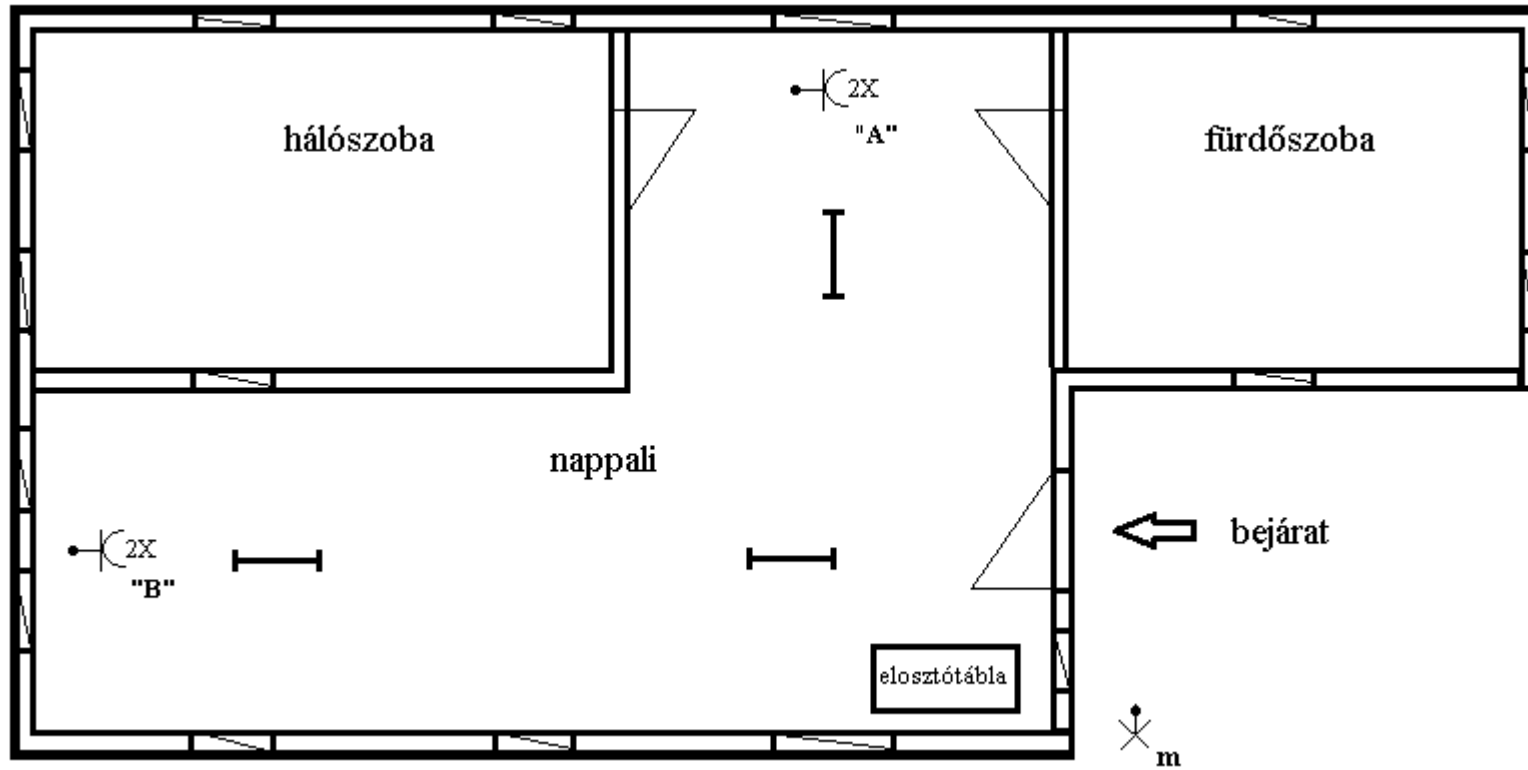 2X
"A"
hálószoba
fürdőszoba
nappali
bejárat
2X
"B"
elosztótábla
m